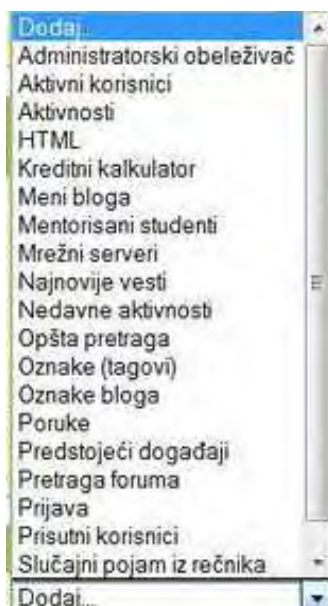 Dodaj...
Administratorski obeleživač
Aktivni korisnici
Aktivnosti
HTML
Kreditni kalkulator
Meni bloga
Mentorisani studenti
Mrežni serveri
Najnovije vesti
Nedavne aktivnosti
Opšta pretraga
Oznake (tagovi)
Oznake bloga
Poruke
Predstojeći događaji
Pretraga foruma
Prijava
Prisutni korisnici
Slučajni pojam iz rečnika
Dodaj...